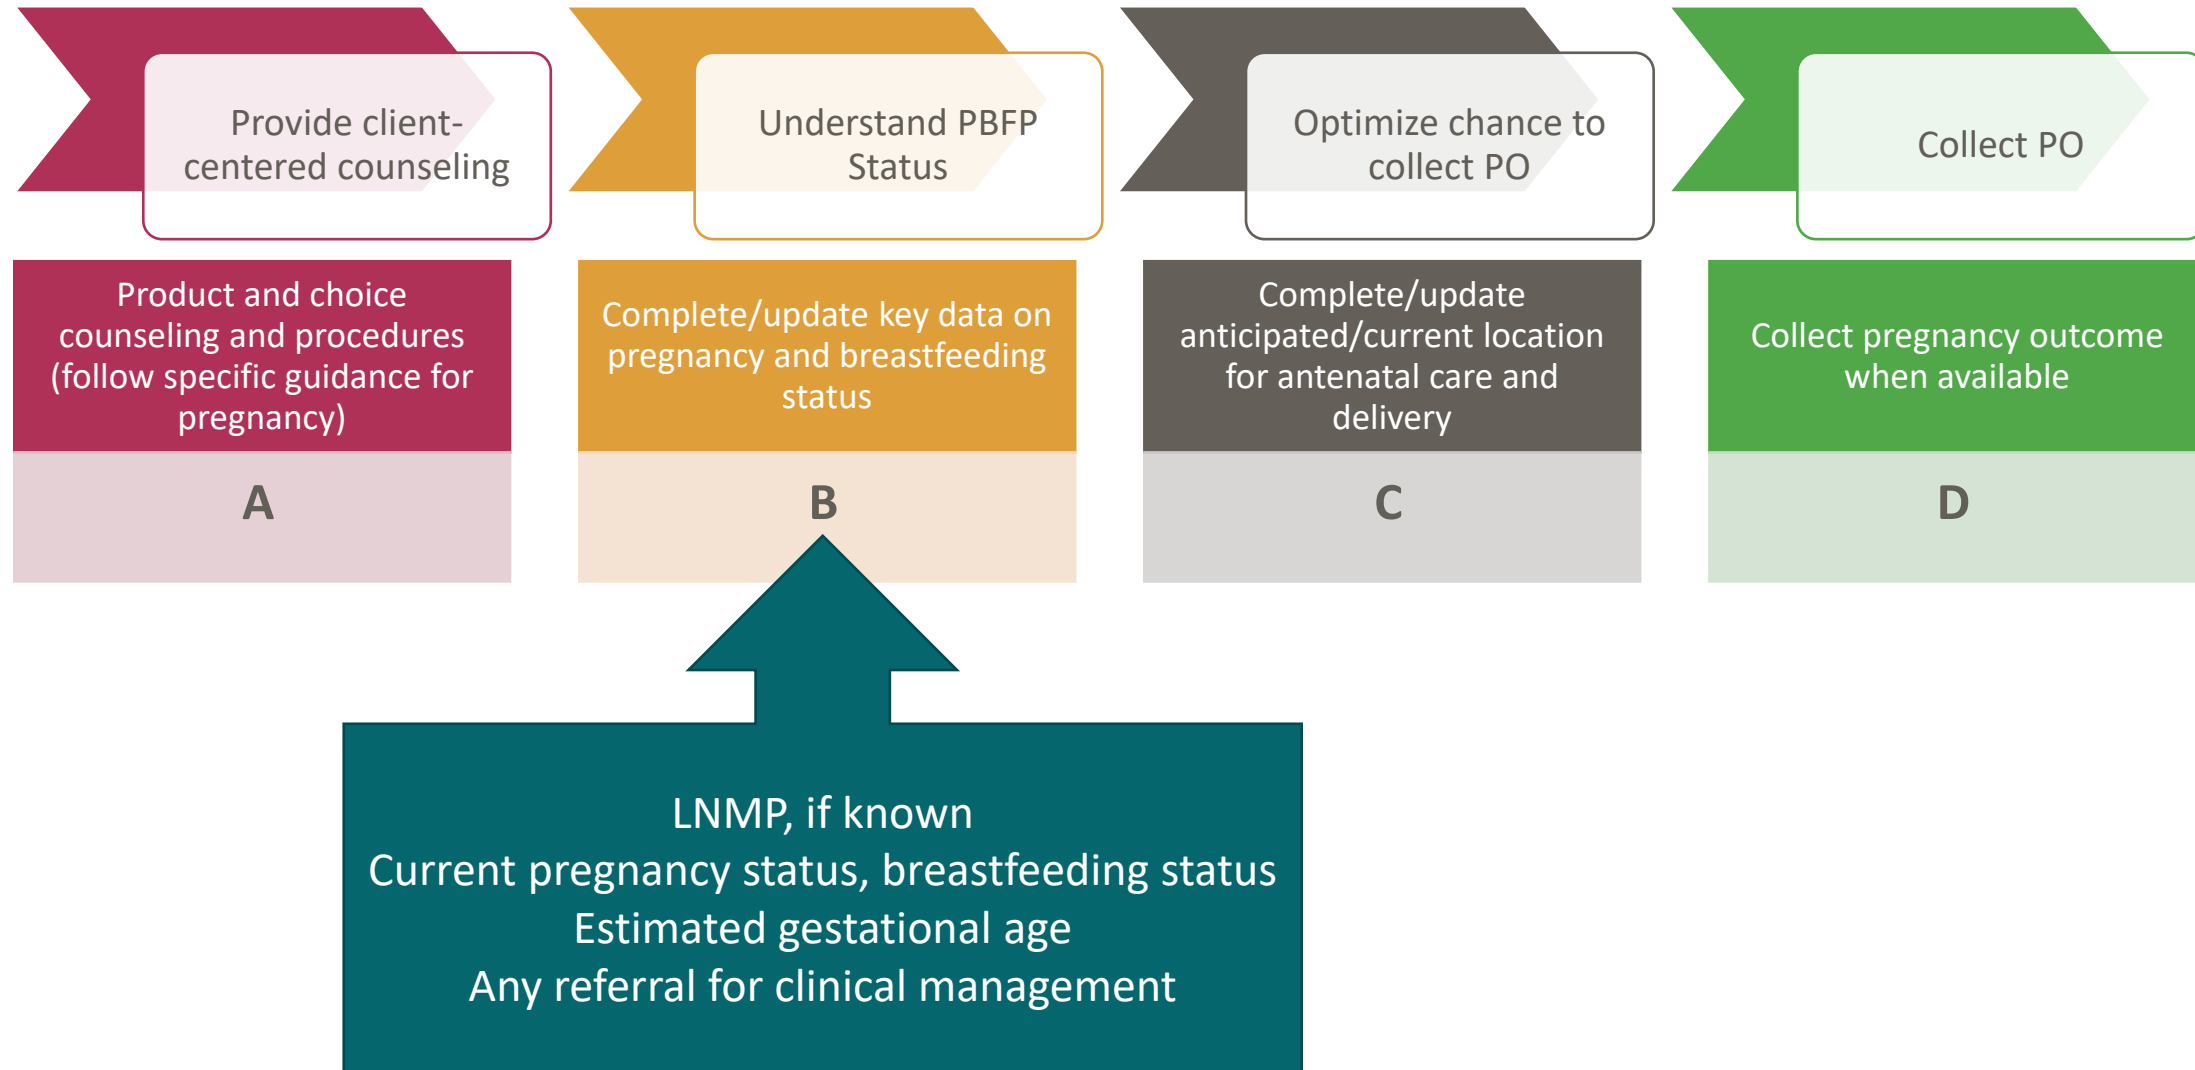 Provide client-
centered counseling
Understand PBFP
Status
Optimize chance to
collect PO
Collect PO
Product and choice
counseling and procedures
(follow specific guidance for
pregnancy)
Complete/update key data on
pregnancy and breastfeeding
status
Complete/update
anticipated/current location
for antenatal care and
delivery
Collect pregnancy outcome
when available
A
B
C
D
LNMP, if known
Current pregnancy status, breastfeeding status
Estimated gestational age
Any referral for clinical management